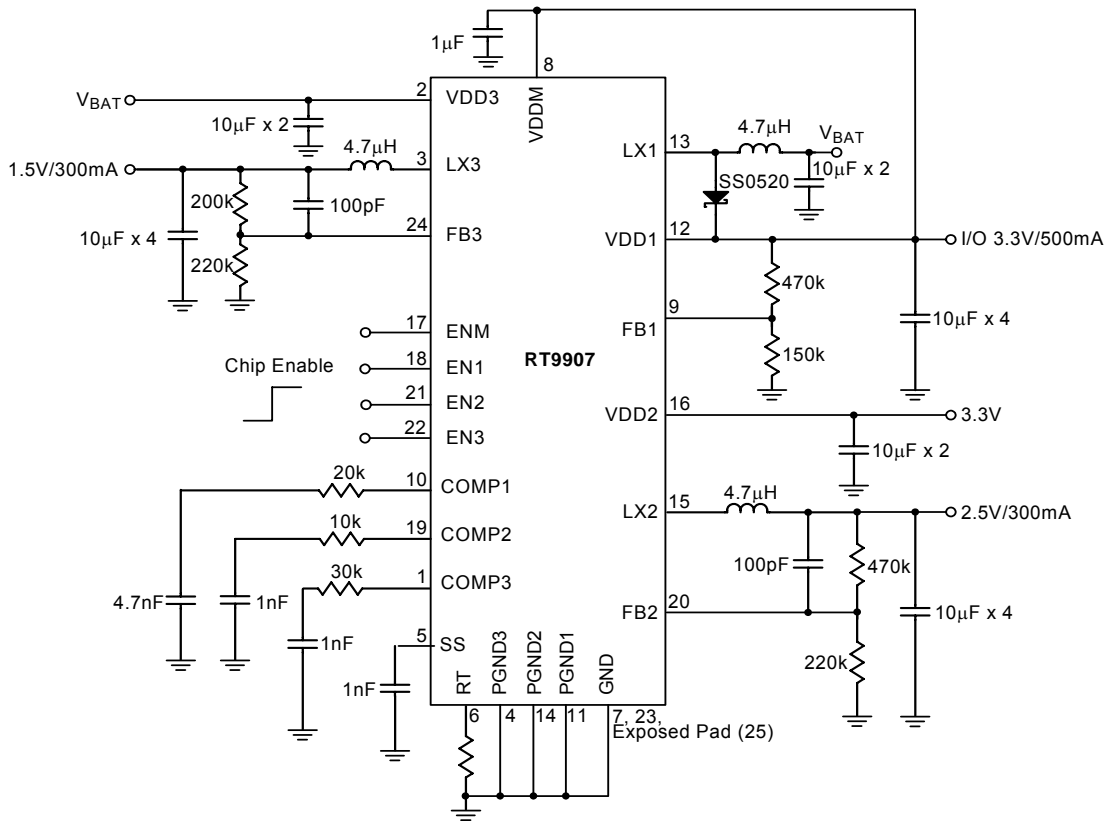 1μF
8
VDDM
V_BAT
2
VDD3
10μF x 2
4.7μH
1.5V/300mA
3
LX3
200k
100pF
10μF x 4
24
FB3
220k
13
LX1
4.7μH
V_BAT
10μF x 2
SS0520
VDD1
12
I/O 3.3V/500mA
470k
9
FB1
10μF x 4
150k
17
ENM
Chip Enable
18
EN1
21
EN2
22
EN3
RT9907
VDD2
16
3.3V
10μF x 2
20k
10
COMP1
10k
19
COMP2
30k
1
COMP3
4.7nF
1nF
1nF
5
SS
1nF
LX2
15
4.7μH
2.5V/300mA
100pF
470k
20
FB2
10μF x 4
220k
RT
PGND3
PGND2
PGND1
GND
6
4
14
11
7, 23,
Exposed Pad (25)